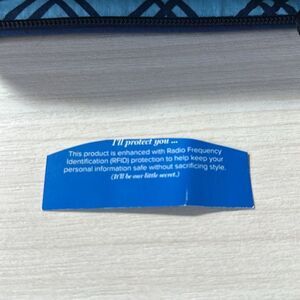 I'll protect you ...
This product is enhanced with Radio Frequency
Identification (RFID) protection to help keep your
personal information safe without sacrificing style.
(It'll be our little secret.)